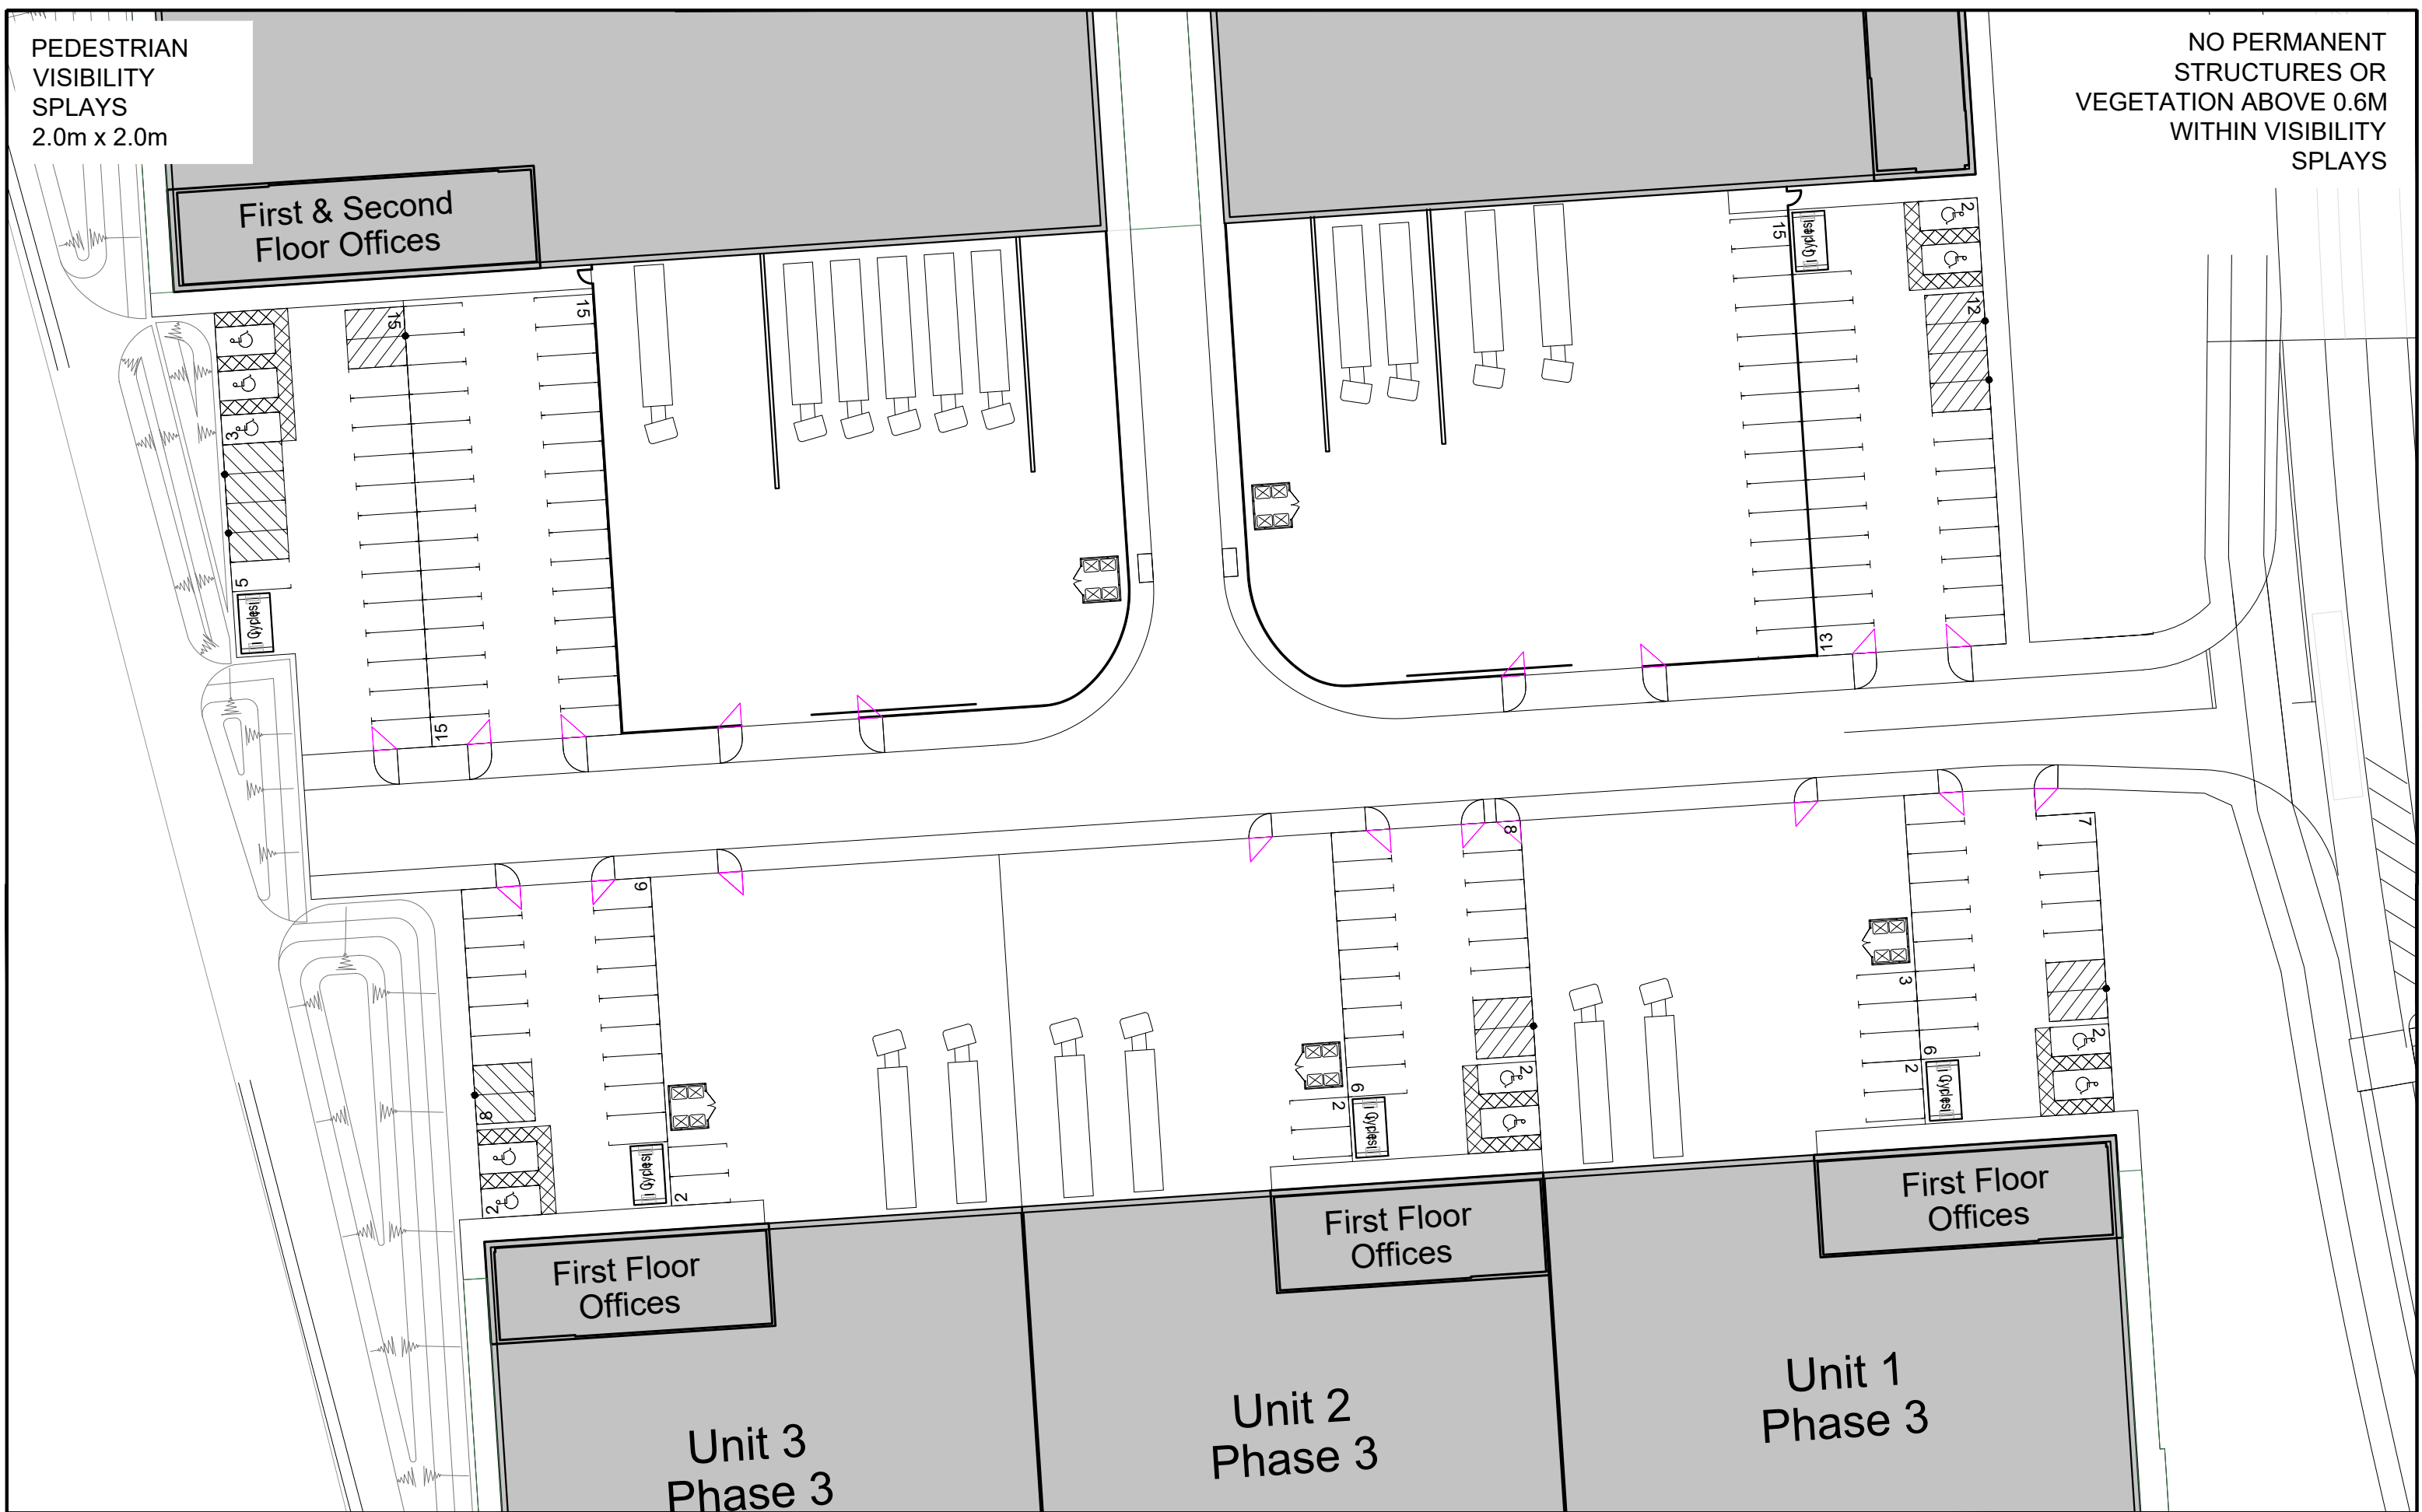 PEDESTRIAN
VISIBILITY
SPLAYS
2.0m x 2.0m
NO PERMANENT
STRUCTURES OR
VEGETATION ABOVE 0.6M
WITHIN VISIBILITY
SPLAYS
First & Second
Floor Offices
15
15
3
5
Cycles
15
15
Cycles
2
12
13
8
9
8
2
Cycles
2
6
2
Cycles
2
7
3
6
2
Cycles
2
First Floor
Offices
First Floor
Offices
First Floor
Offices
Unit 3
Phase 3
Unit 2
Phase 3
Unit 1
Phase 3